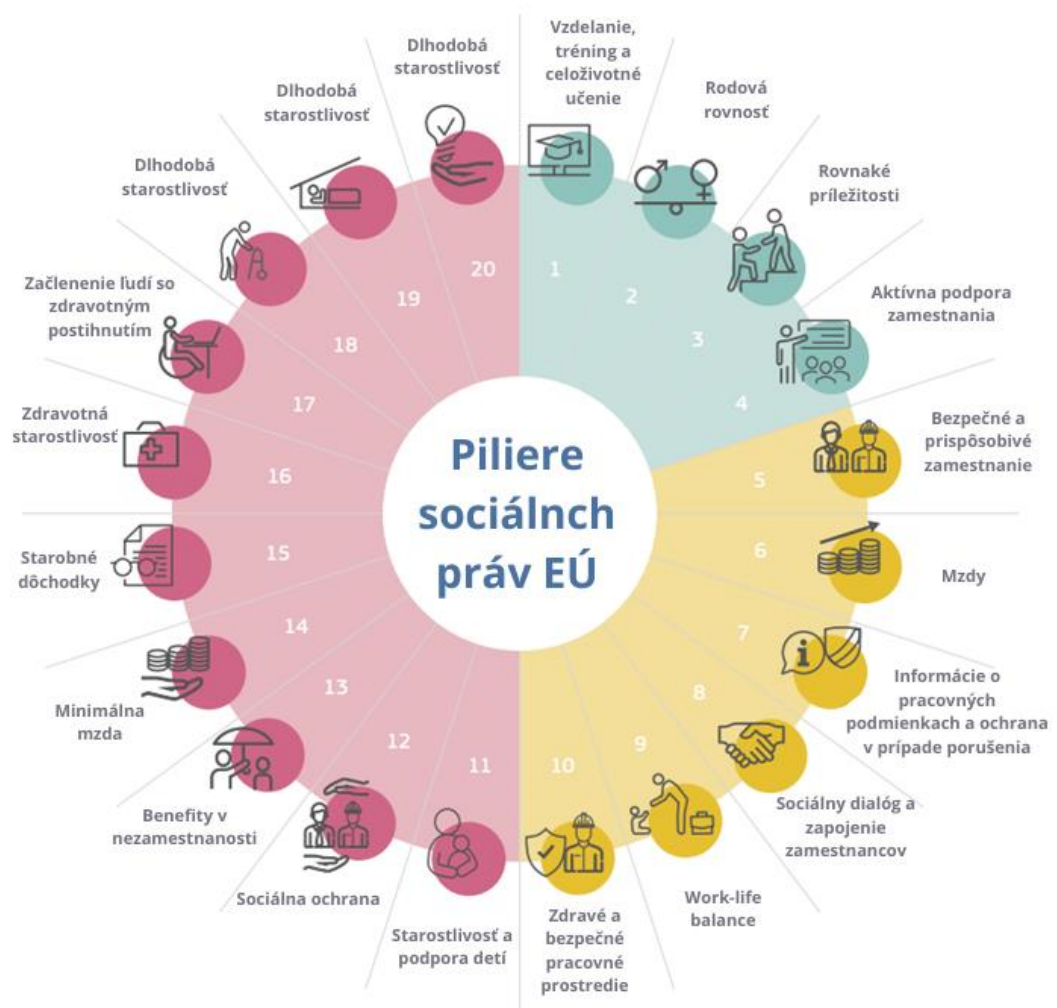 Vzdelanie,
tréning a
celoživotné
učenie
Rodová
rovnosť
Rovnaké
príležitosti
Aktívna podpora
zamestnania
Bezpečné a
prispôsobivé
zamestnanie
Mzdy
Informácie o
pracovných
podmienkach a ochrana
v prípade porušenia
Sociálny dialóg a
zapojenie
zamestnancov
Work-life
balance
Zdravé a
bezpečné
pracovné
prostredie
Starostlivosť a
podpora detí
Sociálna ochrana
Benefity v
nezamestnanosti
Minimálna
mzda
Starobné
dôchodky
Zdravotná
starostlivosť
Začlenenie ľudí so
zdravotným
postihnutím
Dlhodobá
starostlivosť
Dlhodobá
starostlivosť
Dlhodobá
starostlivosť
1
2
3
4
5
6
7
8
9
10
11
12
13
14
15
16
17
18
19
20
Piliere
sociálnch
práv EÚ
i